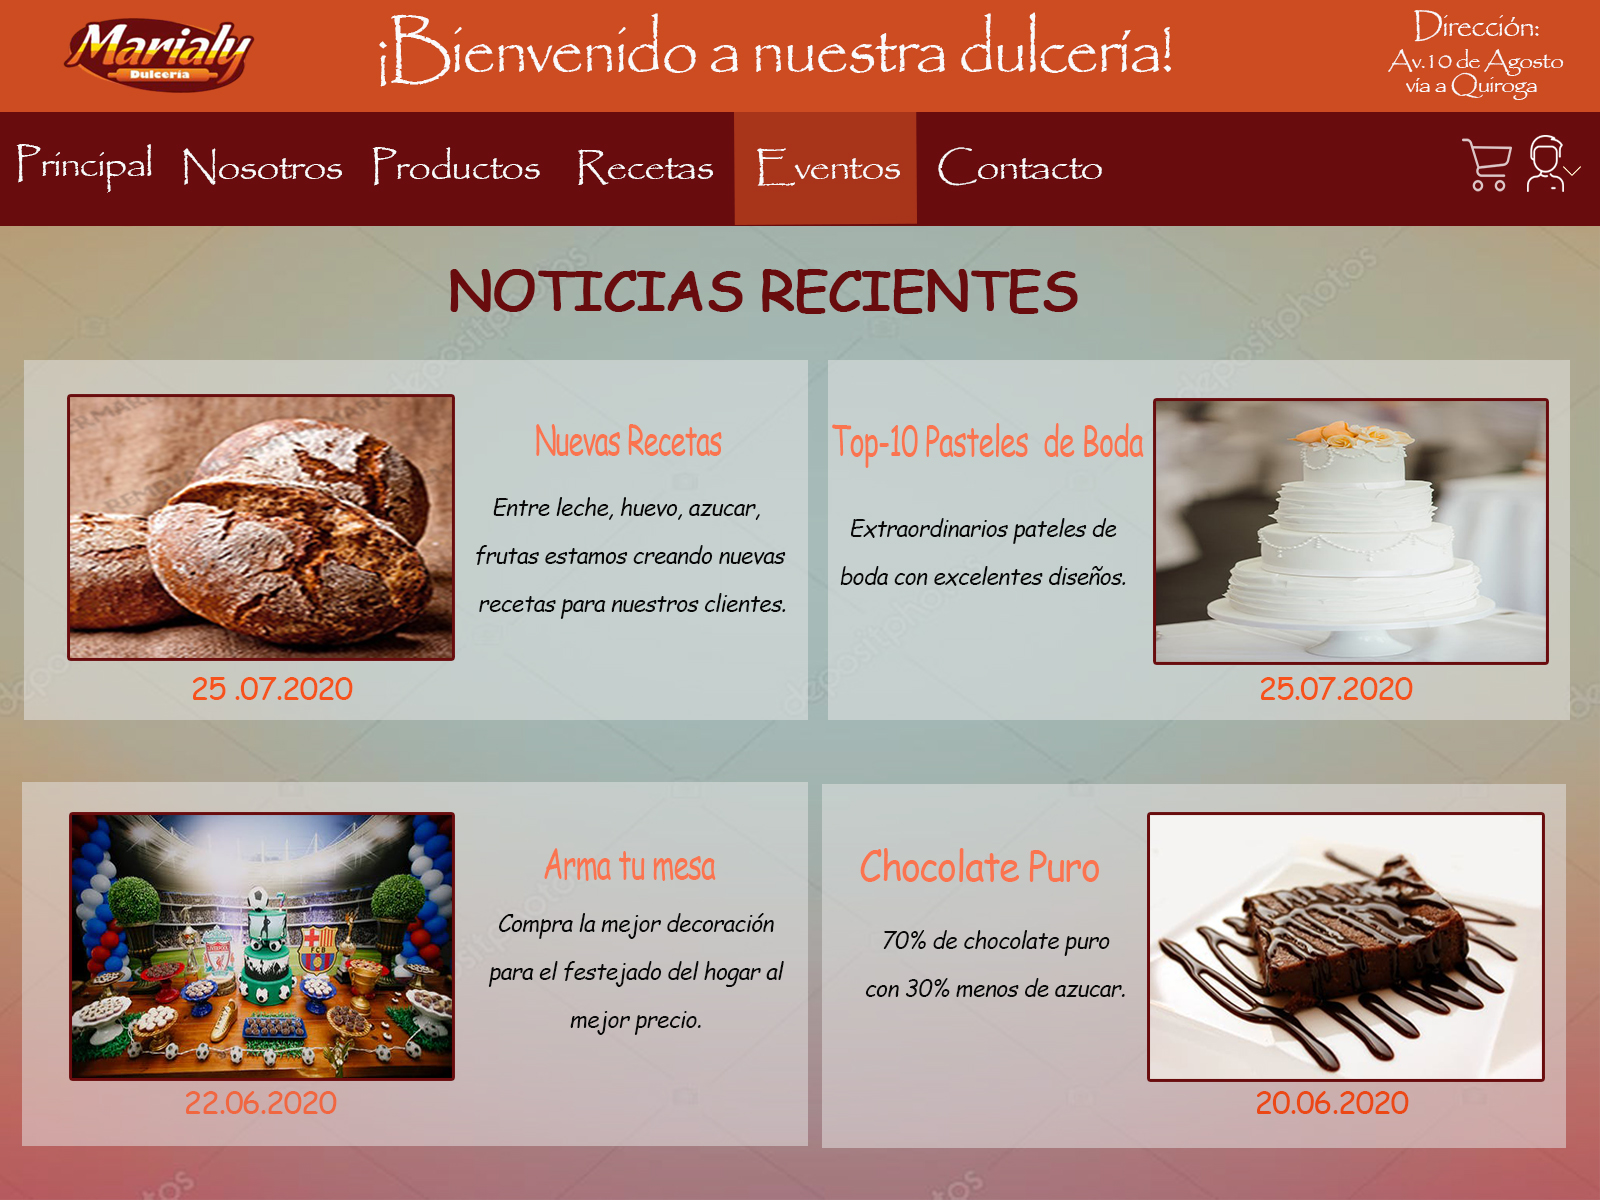 Marialy
Dulcería
¡Bienvenido a nuestra dulcería!
Dirección:
Av.10 de Agosto
vía a Quiroga
Principal Nosotros Productos Recetas Eventos Contacto
NOTICIAS RECIENTES
Nuevas Recetas
Entre leche, huevo, azucar,
frutas estamos creando nuevas
recetas para nuestros clientes.
25 .07.2020
Top-10 Pasteles de Boda
Extraordinarios pateles de
boda con excelentes diseños.
25.07.2020
Arma tu mesa
Compra la mejor decoración
para el festejado del hogar al
mejor precio.
LIVERPOOL
FCB
22.06.2020
Chocolate Puro
70% de chocolate puro
con 30% menos de azucar.
20.06.2020
depositphotos